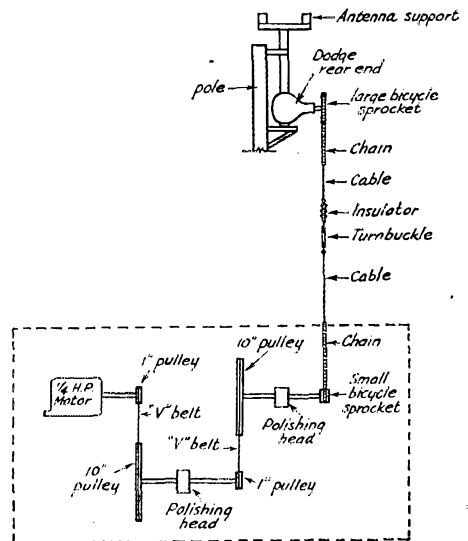 Antenna support
Dodge
rear end
pole
large bicycle
sprocket
Chain
Cable
Insulator
Turnbuckle
Cable
10" pulley
Chain
1" pulley
1/4 H.P.
Motor
Small
bicycle
sprocket
"V" belt
Polishing
head
"V" belt
10"
pulley
1" pulley
Polishing
head